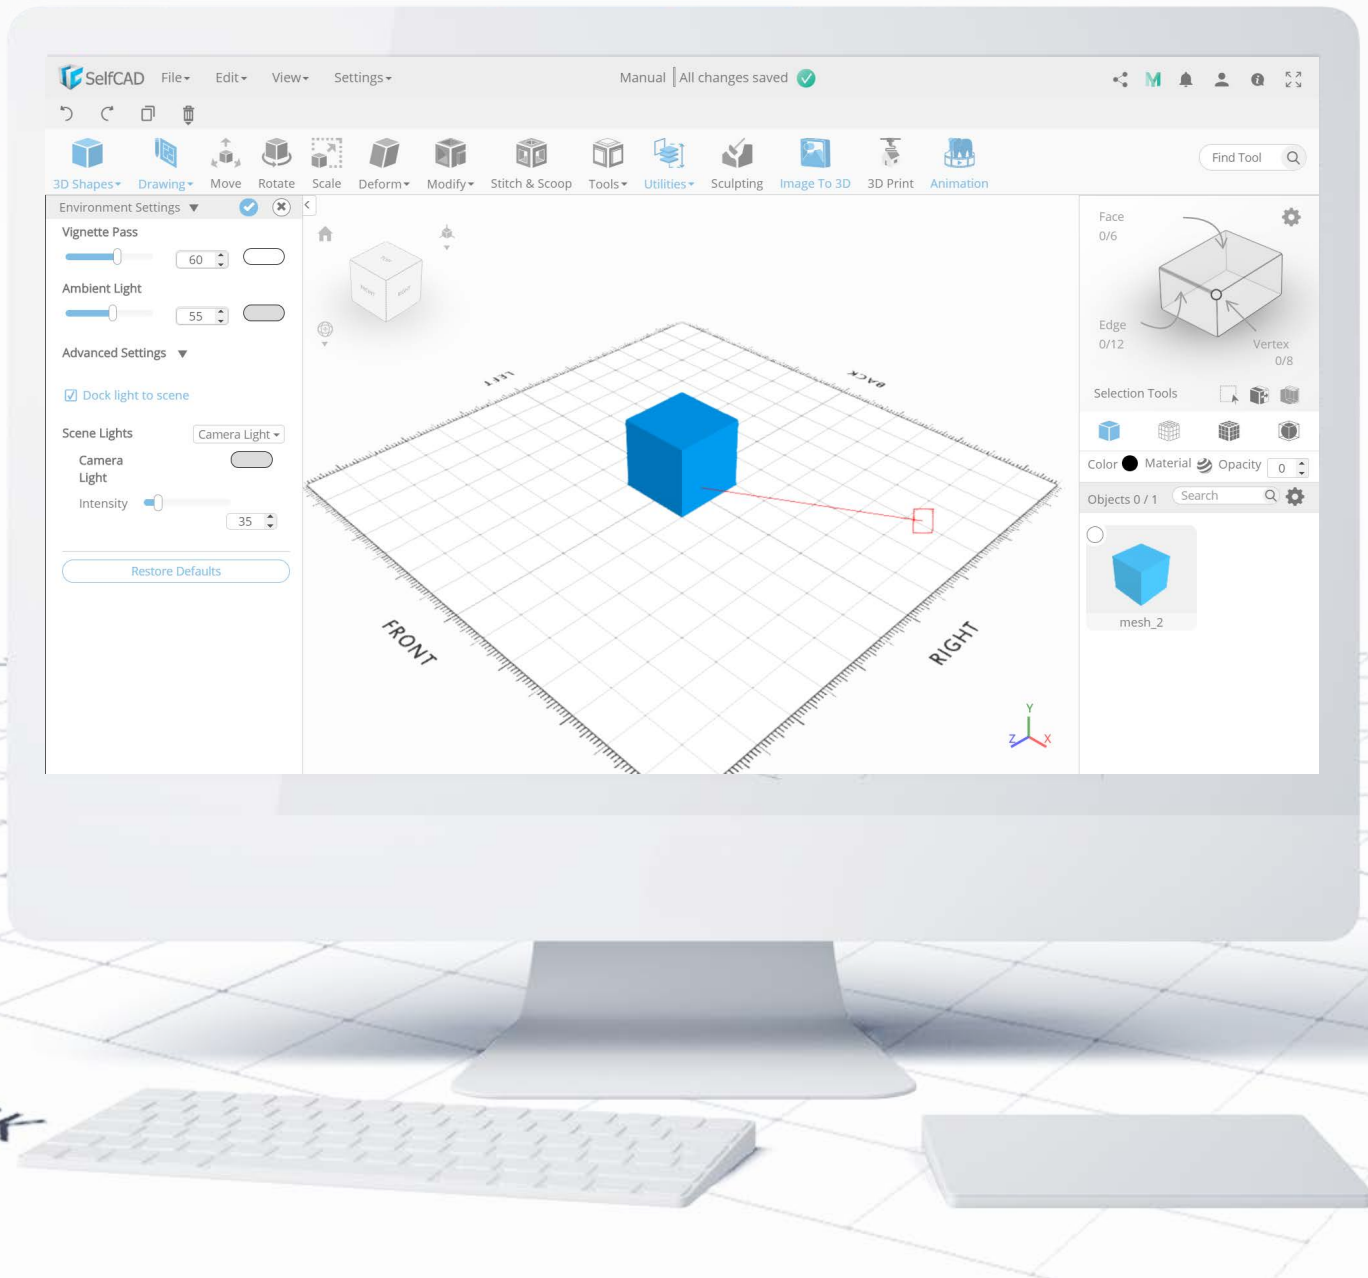 SelfCAD File Edit View Settings Manual All changes saved
3D Shapes Drawing Move Rotate Scale Deform Modify Stitch & Scoop Tools Utilities Sculpting Image To 3D 3D Print Animation Find Tool
Environment Settings
Vignette Pass
60
Ambient Light
55
Advanced Settings
Dock light to scene
Scene Lights Camera Light
Camera
Light
Intensity
35
Restore Defaults
TOP
FRONT RIGHT
LEFT
BACK
FRONT
RIGHT
Y
Z X
Face
0/6
Edge
0/12
Vertex
0/8
Selection Tools
Color Material Opacity 0
Objects 0 / 1 Search
mesh_2